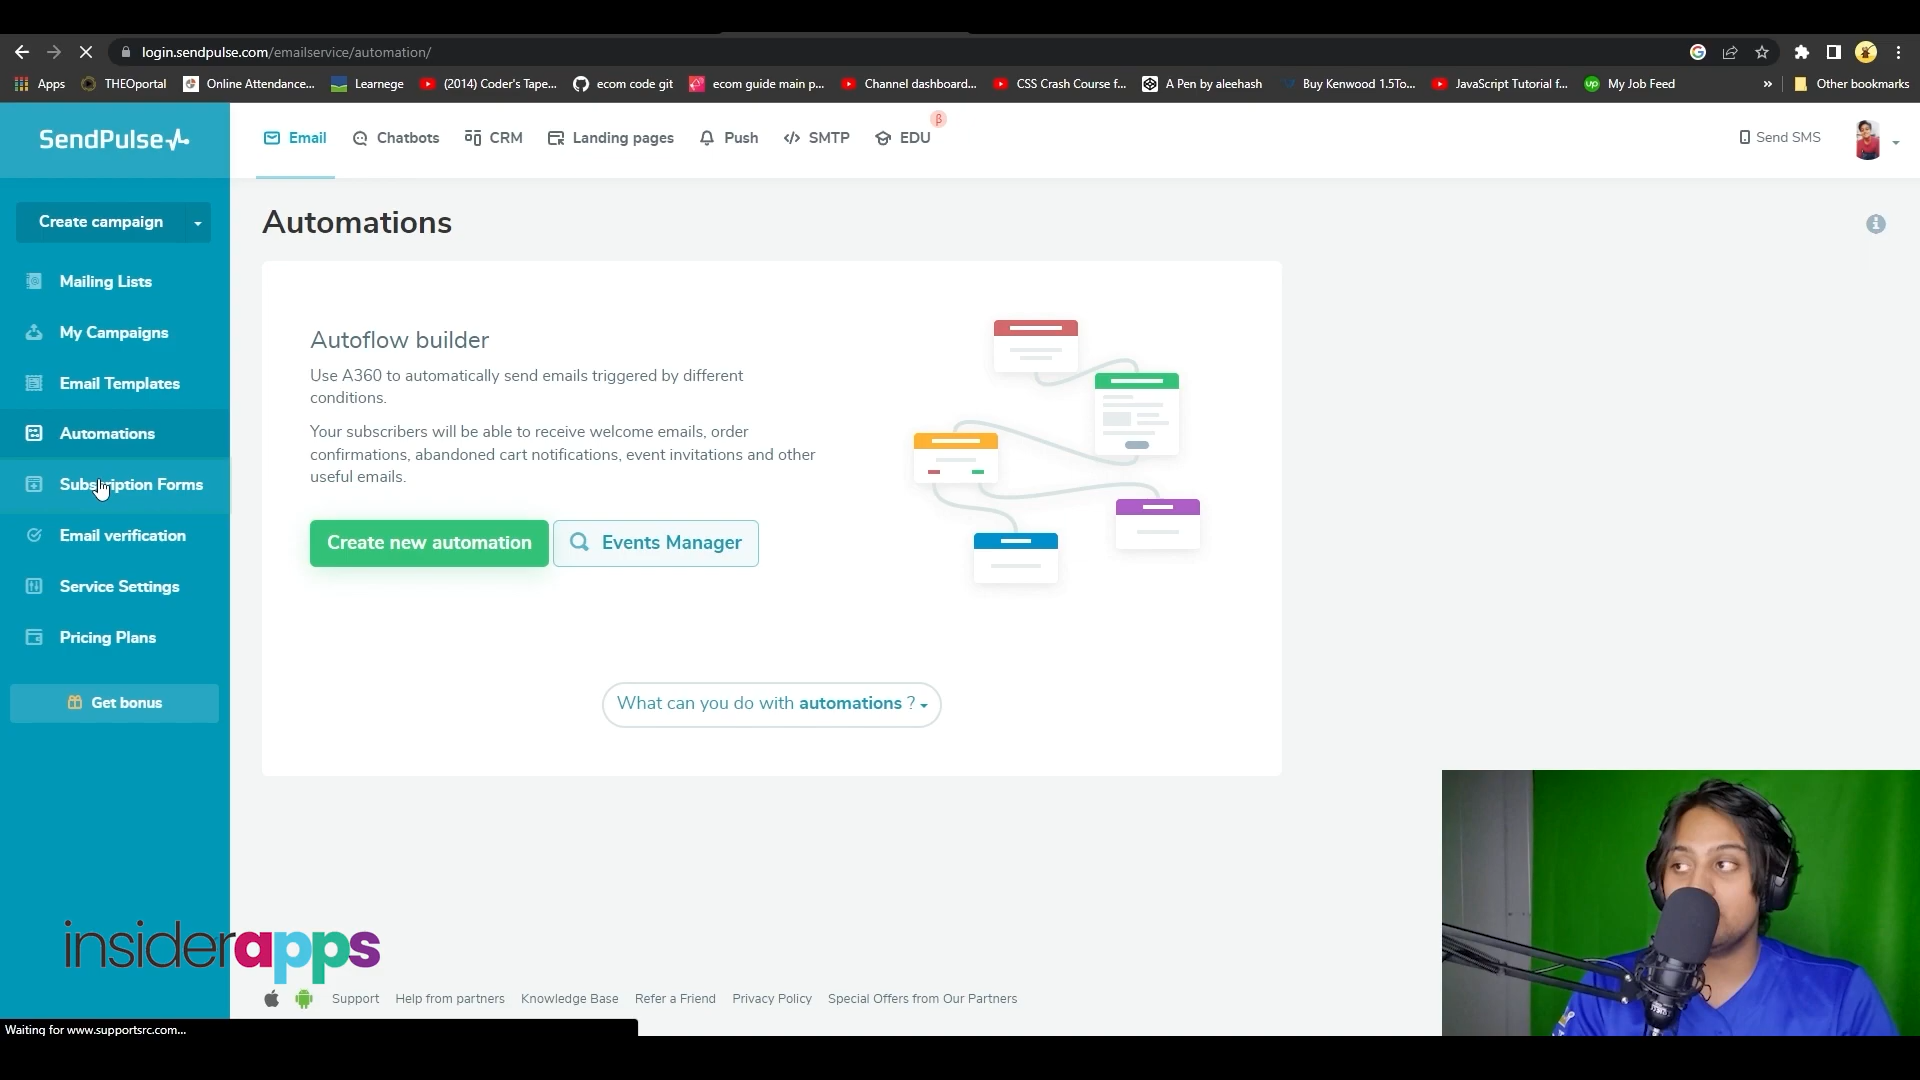 login.sendpulse.com/emailservice/automation/
Apps
THEOportal
Online Attendance...
Learnege
(2014) Coder's Tape...
ecom code git
ecom guide main p...
Channel dashboard...
CSS Crash Course f...
A Pen by aleehash
Buy Kenwood 1.5To...
JavaScript Tutorial f...
up
My Job Feed
»
Other bookmarks
SendPulse
Email
Chatbots
CRM
Landing pages
Push
SMTP
EDU
β
Send SMS
Create campaign
Mailing Lists
My Campaigns
Email Templates
Automations
Subscription Forms
Email verification
Service Settings
Pricing Plans
Get bonus
Automations
Autoflow builder
Use A360 to automatically send emails triggered by different
conditions.
Your subscribers will be able to receive welcome emails, order
confirmations, abandoned cart notifications, event invitations and other
useful emails.
Create new automation
Events Manager
What can you do with automations ?
insiderapps
Support
Help from partners
Knowledge Base
Refer a Friend
Privacy Policy
Special Offers from Our Partners
Waiting for www.supportsrc.com...